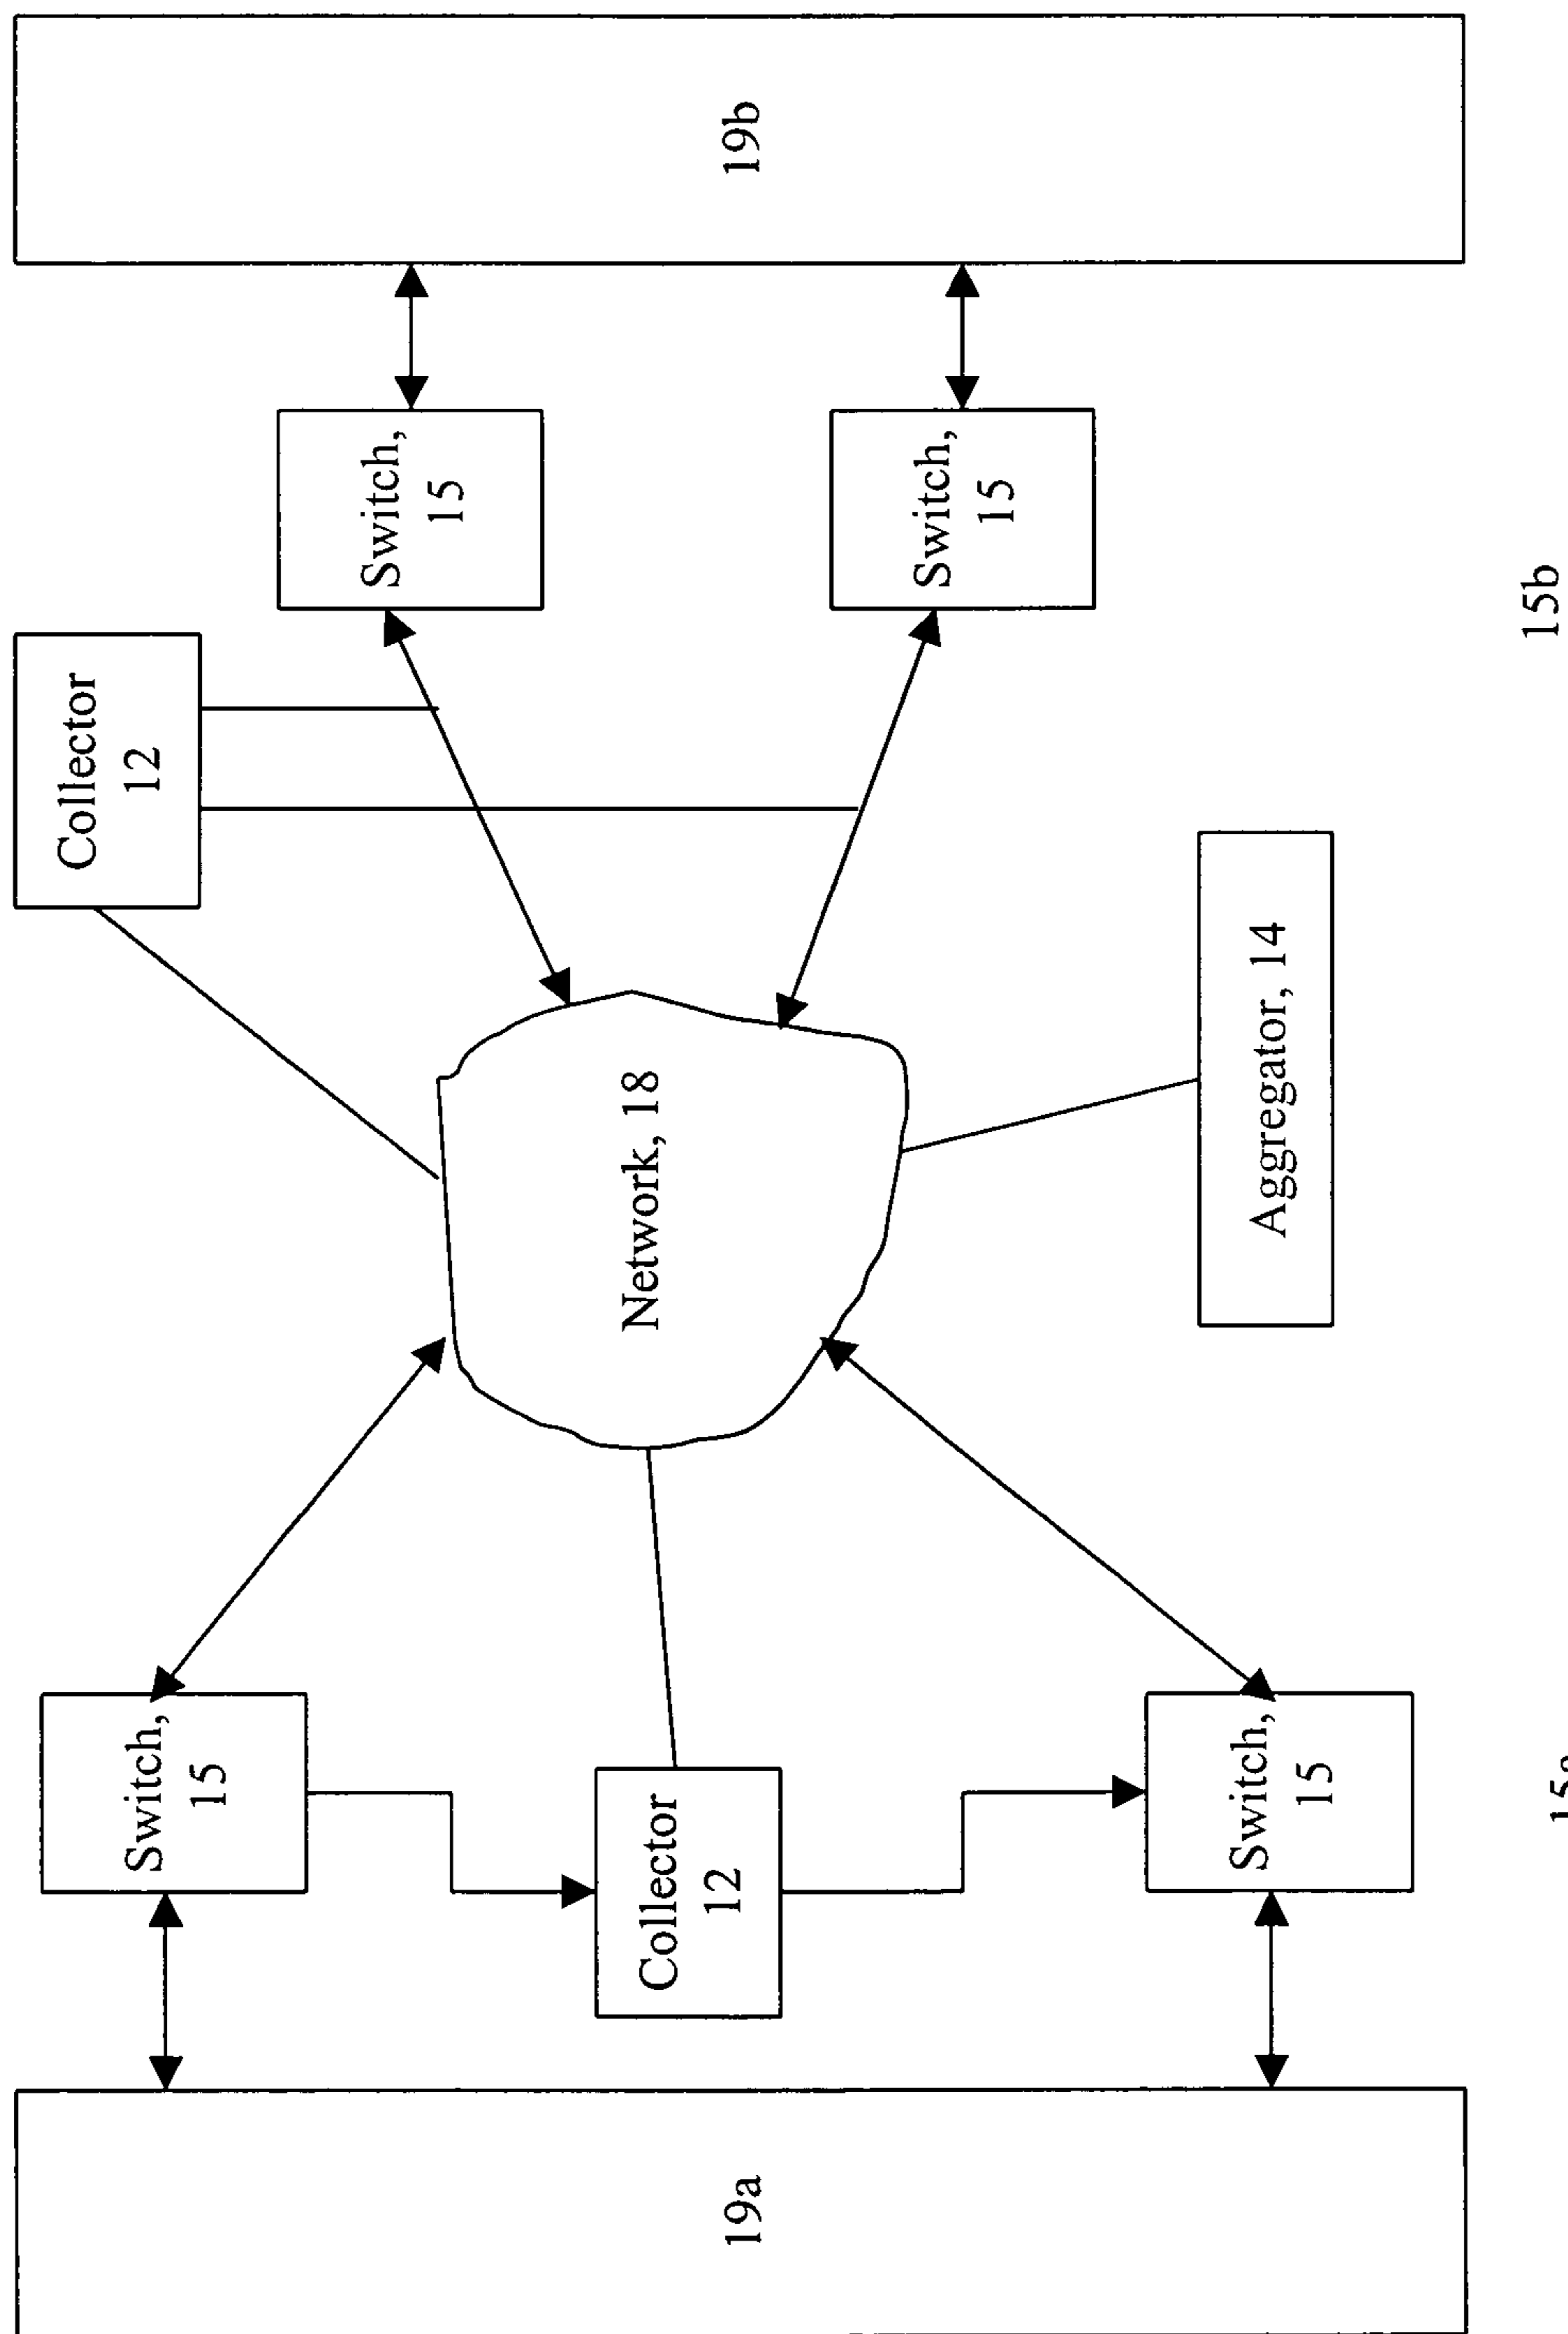 Collector
12
Switch,
15
Switch,
15
19a
Collector
12
Network, 18
19b
Switch,
15
Switch,
15
Aggregator, 14
15b